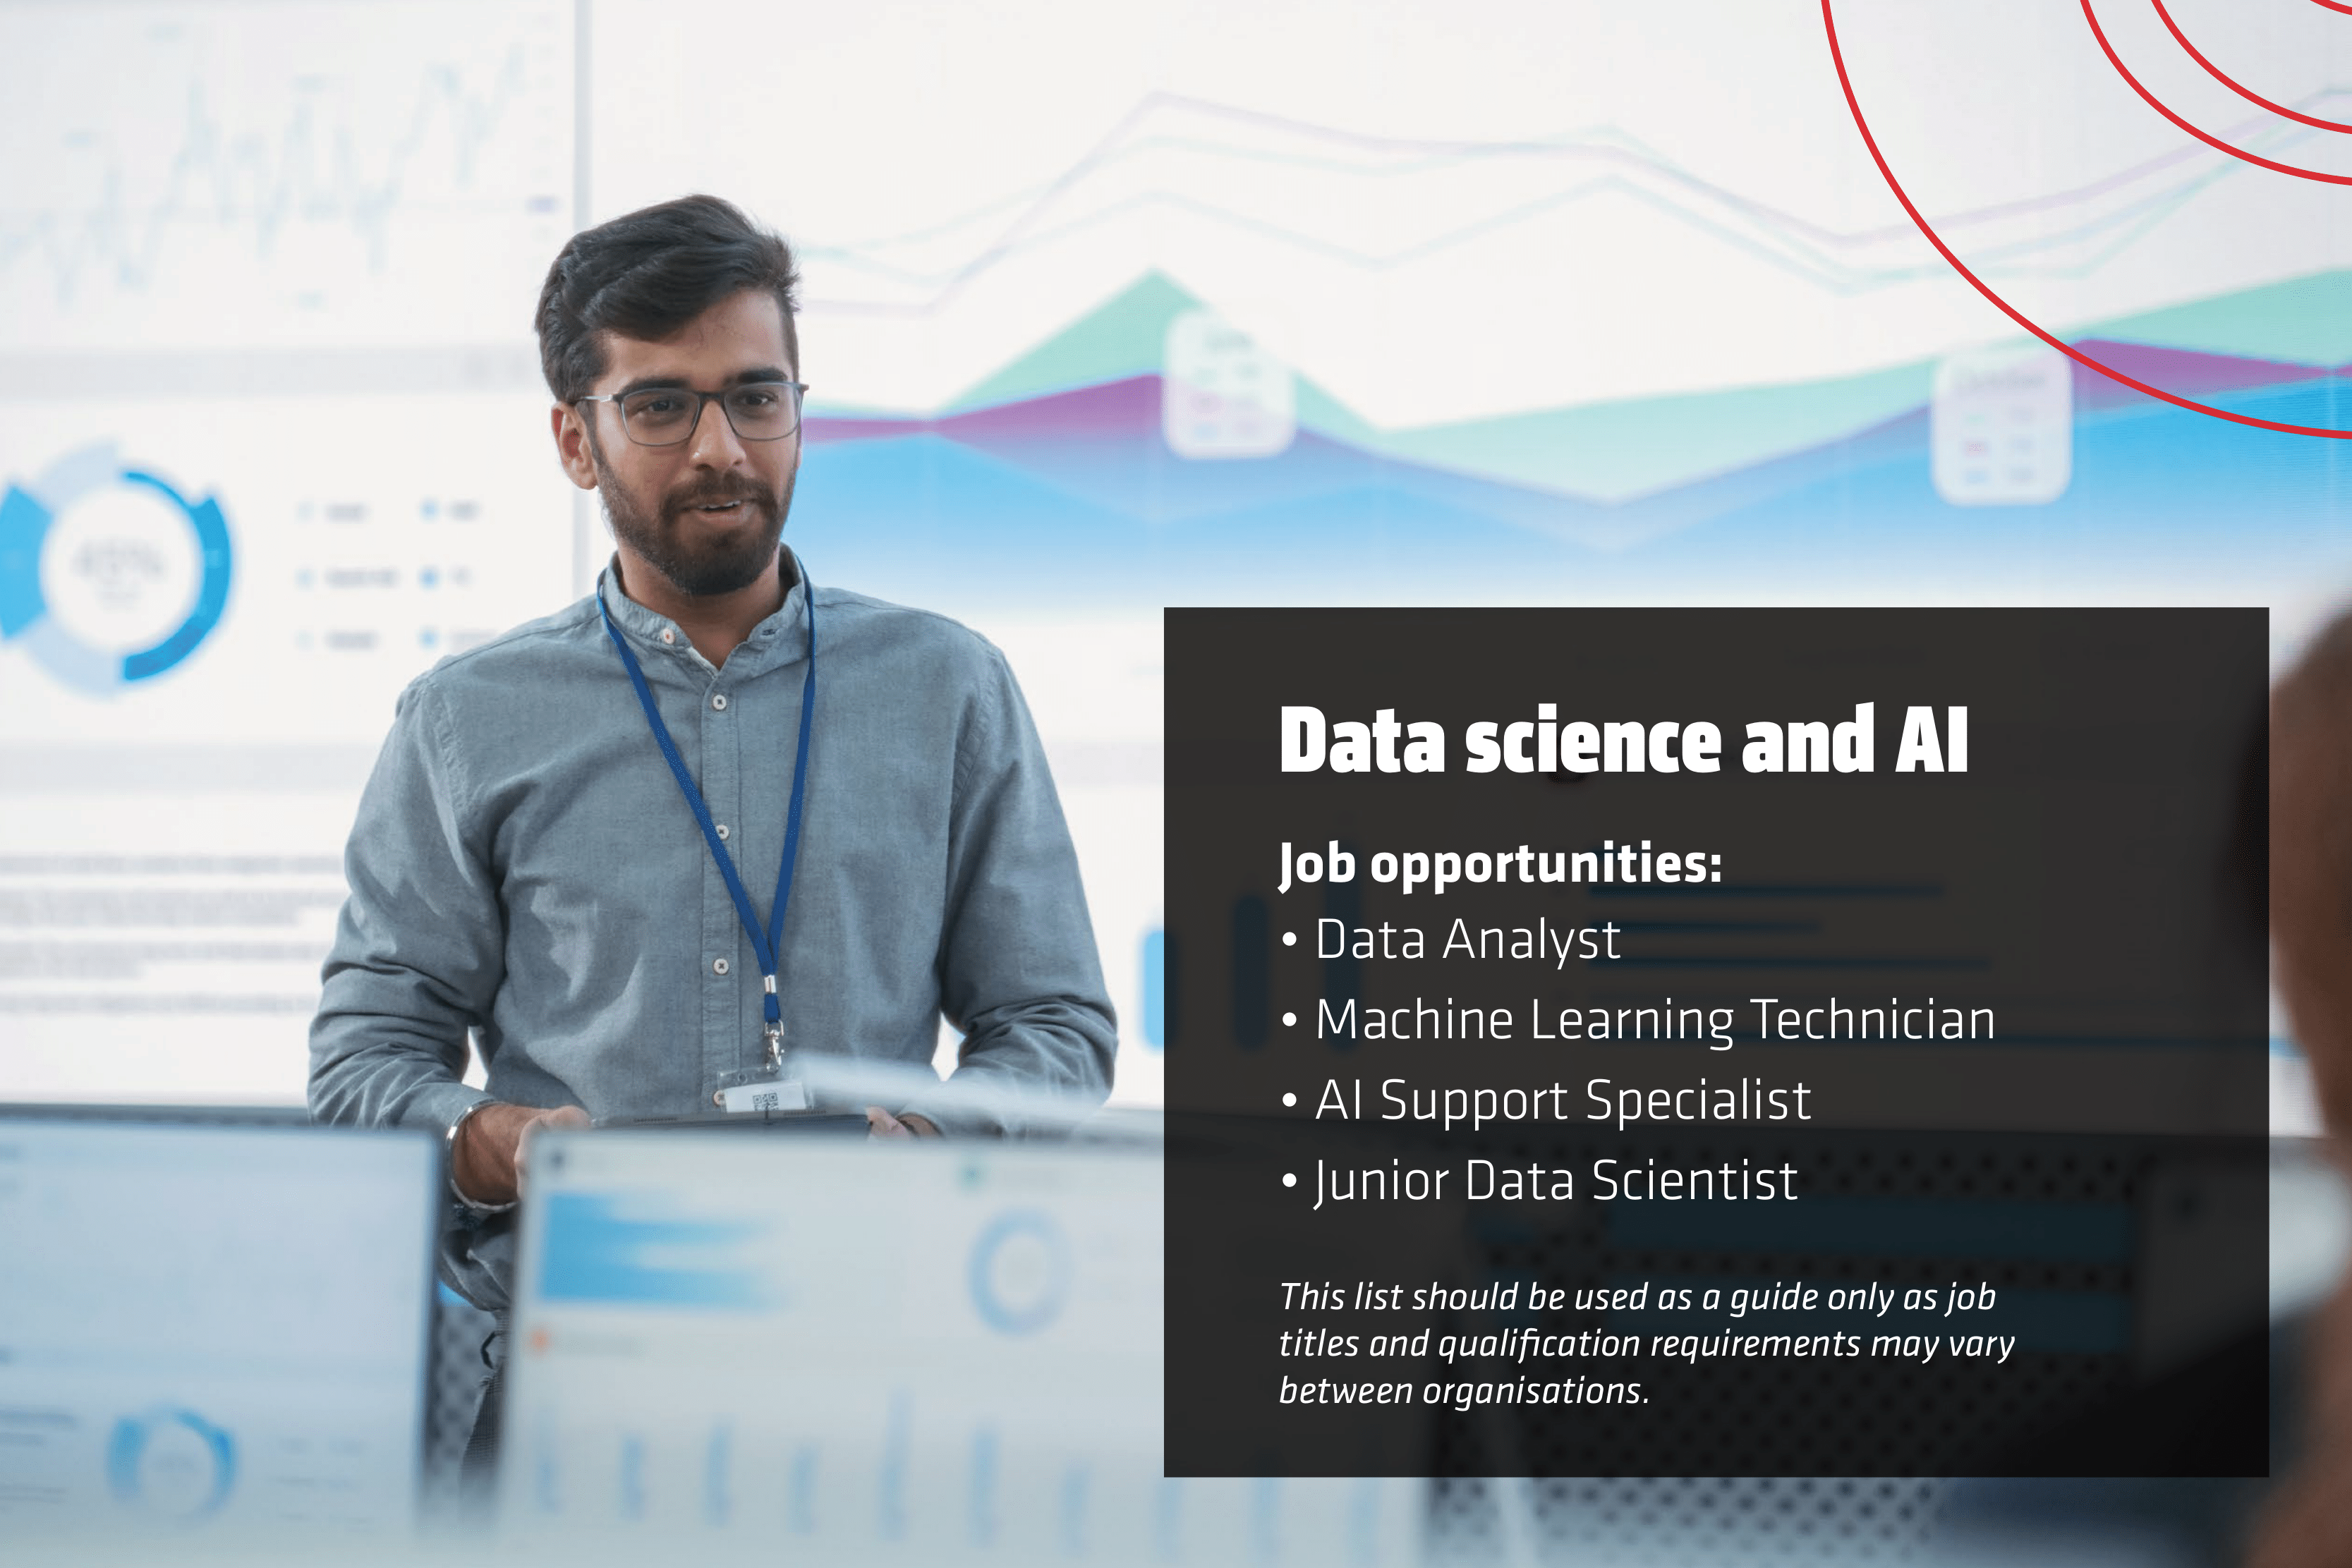 Data science and AI
Job opportunities:
• Data Analyst
• Machine Learning Technician
• AI Support Specialist
• Junior Data Scientist
This list should be used as a guide only as job
titles and qualification requirements may vary
between organisations.